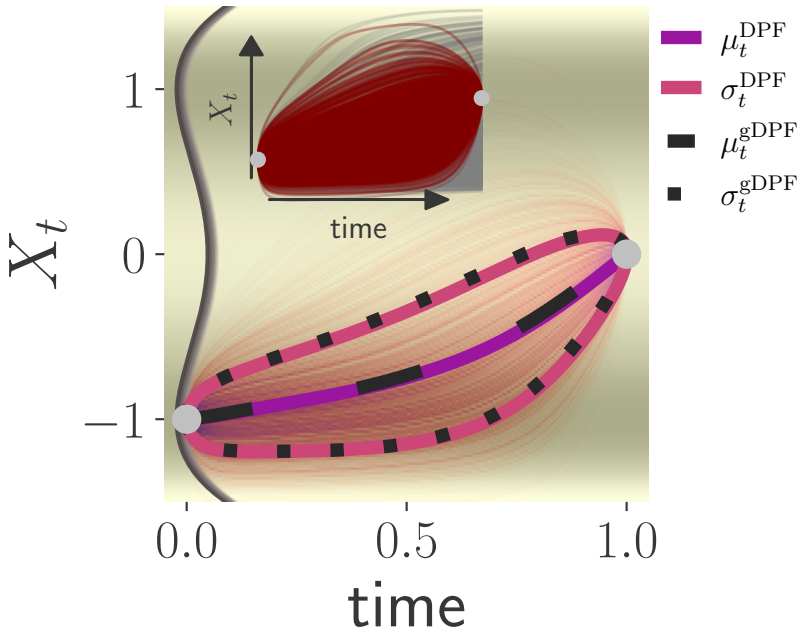 X_t
time
1
0
−1
X_t
0.0 0.5 1.0
time
μ_t^DPF
σ_t^DPF
μ_t^gDPF
σ_t^gDPF